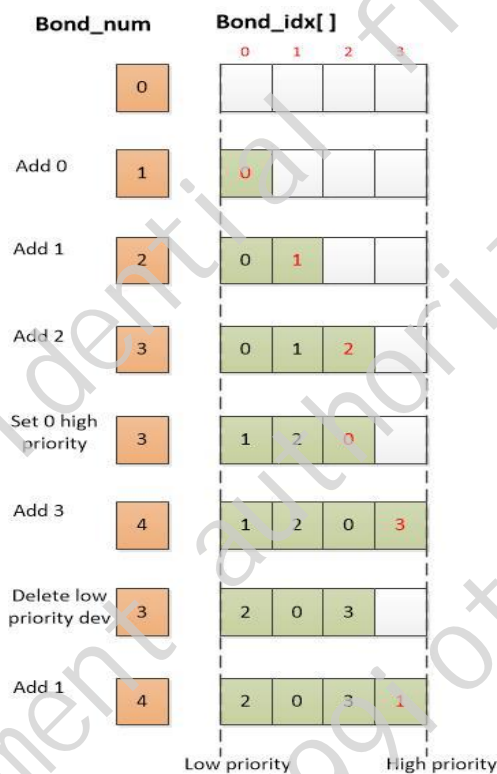 Bond_num Bond_idx[ ]
0 1 2 3
0
Add 0 1 0
Add 1 2 0 1
Add 2 3 0 1 2
Set 0 high
priority 3 1 2 0
Add 3 4 1 2 0 3
Delete low
priority dev 3 2 0 3
Add 1 4 2 0 3 1
Low priority High priority